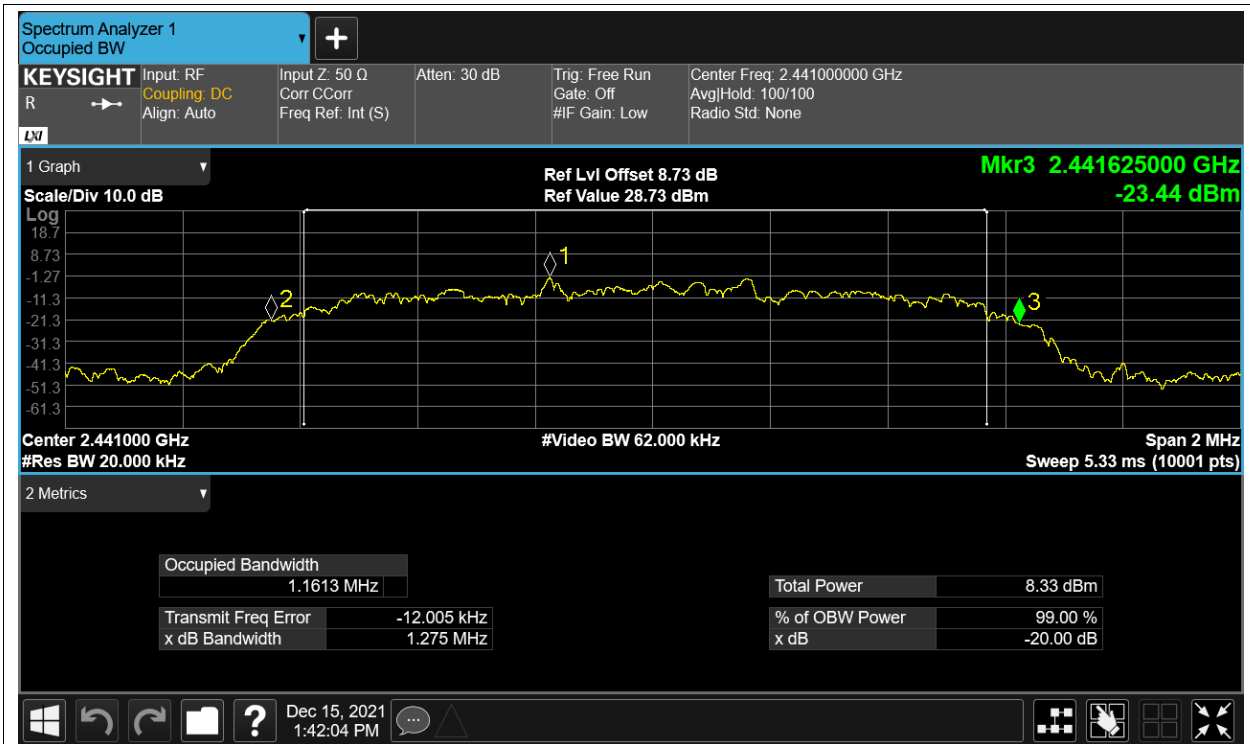 Spectrum Analyzer 1
Occupied BW
KEYSIGHT
R
LXI
Input: RF
Coupling: DC
Align: Auto
Input Z: 50 Ω
Corr CCorr
Freq Ref: Int (S)
Atten: 30 dB
Trig: Free Run
Gate: Off
#IF Gain: Low
Center Freq: 2.441000000 GHz
Avg|Hold: 100/100
Radio Std: None
1 Graph
Scale/Div 10.0 dB
Ref Lvl Offset 8.73 dB
Ref Value 28.73 dBm
Mkr3 2.441625000 GHz
-23.44 dBm
Log
18.7
8.73
-1.27
-11.3
-21.3
-31.3
-41.3
-51.3
-61.3
1
2
3
Center 2.441000 GHz
#Video BW 62.000 kHz
Span 2 MHz
#Res BW 20.000 kHz
Sweep 5.33 ms (10001 pts)
2 Metrics
Occupied Bandwidth
1.1613 MHz
Total Power 8.33 dBm
Transmit Freq Error -12.005 kHz
% of OBW Power 99.00 %
x dB Bandwidth 1.275 MHz
x dB -20.00 dB
?
Dec 15, 2021
1:42:04 PM